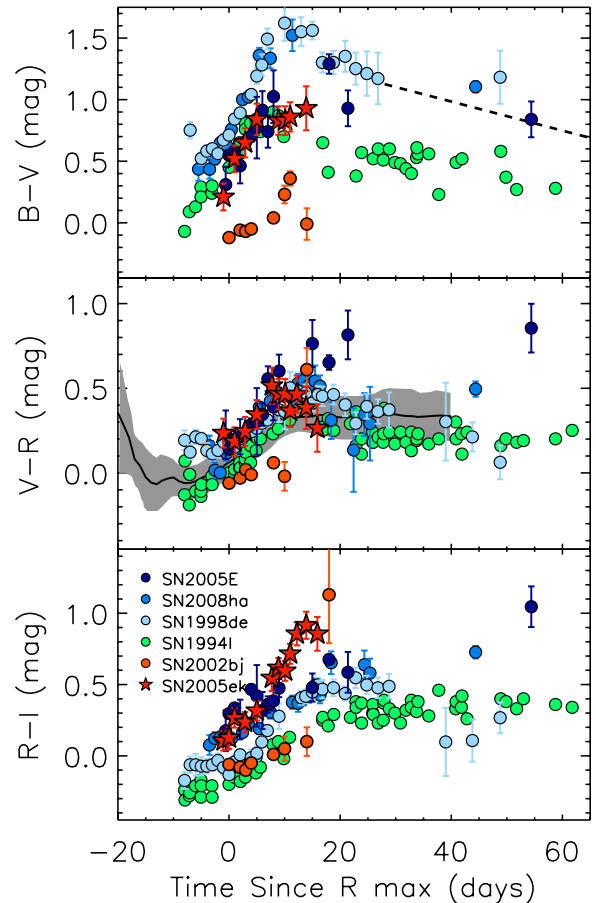 1.5
1.0
0.5
0.0
B−V (mag)
1.0
0.5
0.0
V−R (mag)
SN2005E
SN2008ha
SN1998de
SN1994I
SN2002bj
SN2005ek
1.0
0.5
0.0
R−I (mag)
−20 0 20 40 60
Time Since R max (days)